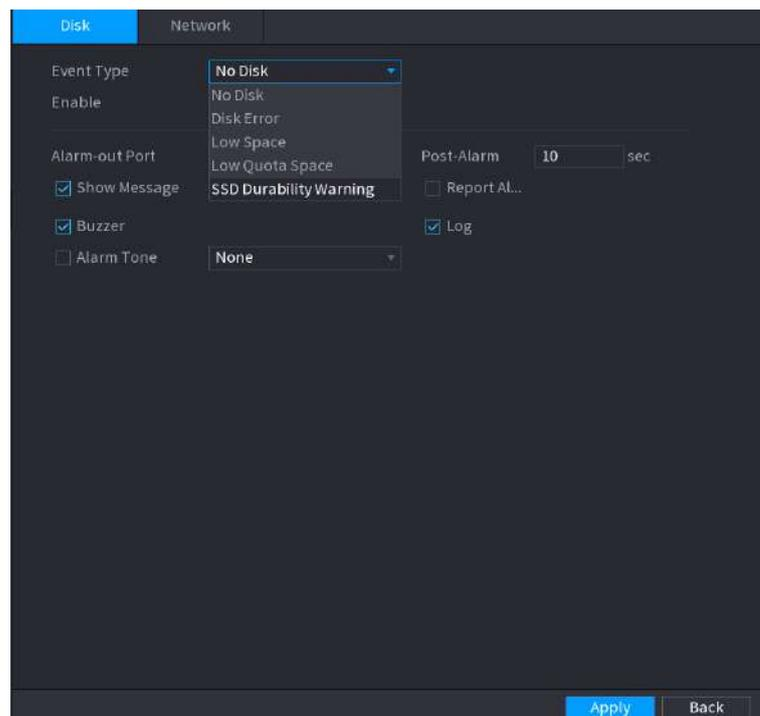 Disk Network
Event Type No Disk
No Disk
Enable
Disk Error
Low Space
Alarm-out Port Post-Alarm 10 sec
Low Quota Space
Show Message SSD Durability Warning Report Al...
Buzzer Log
Alarm Tone None
Apply Back